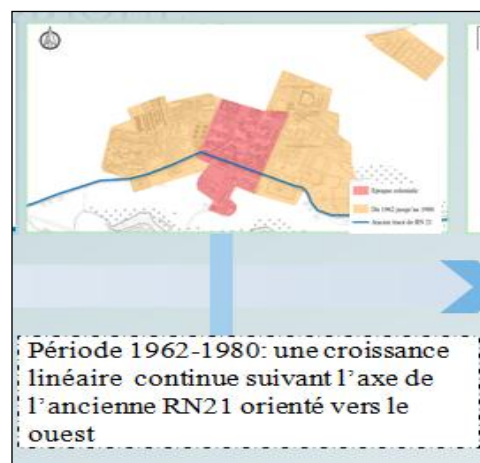 Epoque coloniale
Du 1962 jusqu'au 1980
Ancien tracé de RN 21
Période 1962-1980: une croissance
linéaire continue suivant l'axe de
l'ancienne RN21 orienté vers le
ouest